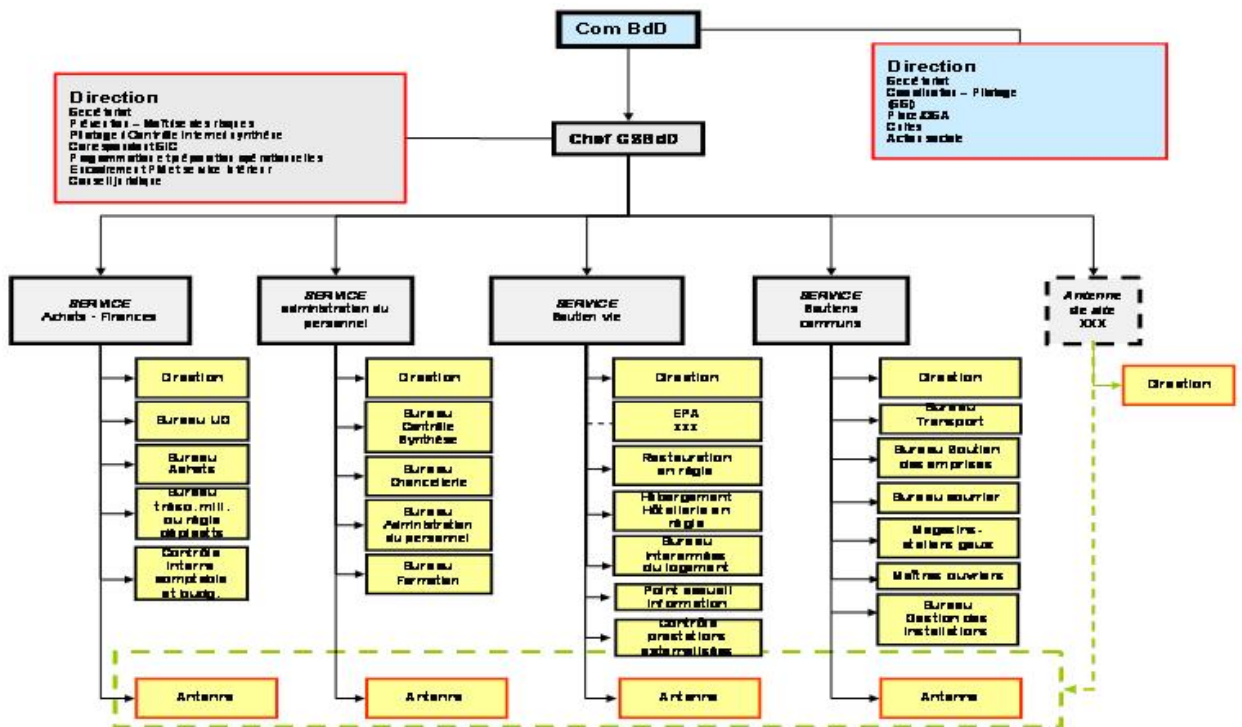 Com BdD
Direction
Secrétariat
Coordination – Pilotage
(SSI)
Place
Cultes
Action sociale
Direction
Secrétariat
Prévention – Maîtrise des risques
Pilotage / Contrôle interne / synthèse
Correspondant SIC
Programmation et préparation opérationnelles
Encadrement PM et service intérieur
Conseil juridique
Chef GSBdD
SERVICE
Achats - Finances
SERVICE
administration du
personnel
SERVICE
Soutien vie
SERVICE
Soutiens
communs
Antenne
de site
XXX
Direction
Bureau UO
Bureau
Achats
Bureau
tréso. mil.
ou régie
Contrôle
interne
comptable
et budg.
Antenne
Direction
Bureau
Contrôle
Synthèse
Bureau
Chancellerie
Bureau
Administration
du personnel
Bureau
Formation
Antenne
Direction
EPA
xxx
Restauration
en régie
Hébergement
Hôtellerie en
régie
Bureau
interarmées
du logement
Point accueil
information
Contrôle
prestations
externalisées
Antenne
Direction
Bureau
Transport
Bureau Soutien
des emprises
Bureau courrier
Magasins-
ateliers gaux
Maîtres ouvriers
Bureau
Gestion des
installations
Antenne
Direction